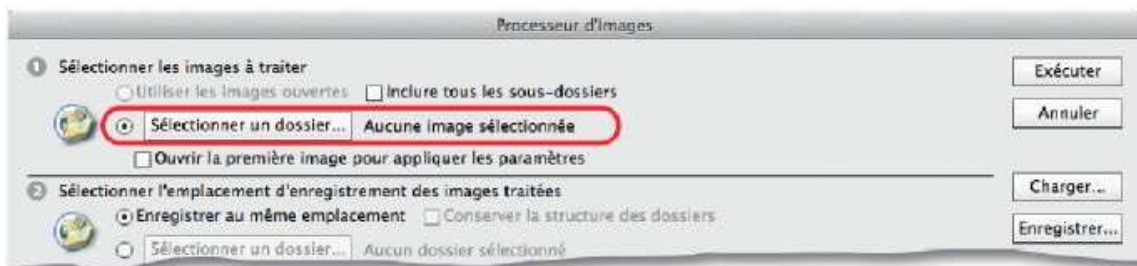 Processeur d'Images
1 Sélectionner les images à traiter
Utiliser les images ouvertes Inclure tous les sous-dossiers
Sélectionner un dossier... Aucune image sélectionnée
Ouvrir la première image pour appliquer les paramètres
2 Sélectionner l'emplacement d'enregistrement des images traitées
Enregistrer au même emplacement Conserver la structure des dossiers
Sélectionner un dossier... Aucun dossier sélectionné
Exécuter
Annuler
Charger...
Enregistrer...